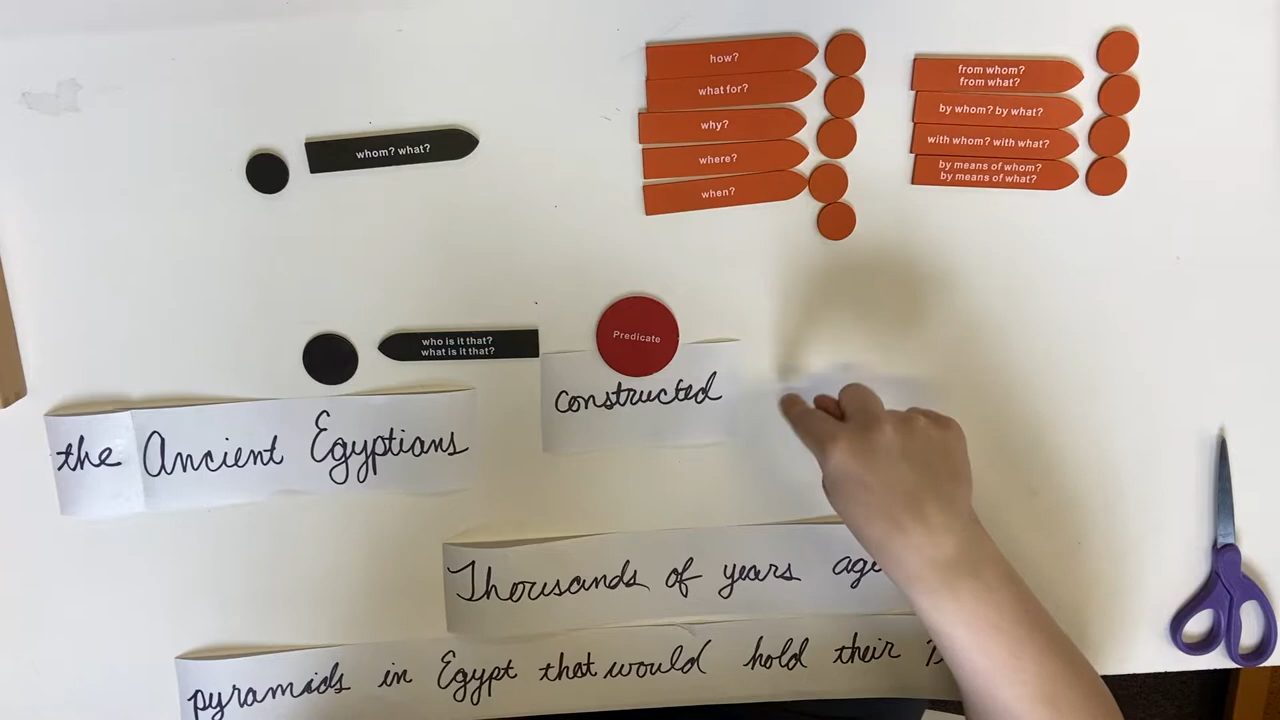 how?
what for?
why?
where?
when?
from whom?
from what?
by whom? by what?
with whom? with what?
by means of whom?
by means of what?
whom? what?
who is it that?
what is it that?
Predicate
constructed
the Ancient Egyptians
Thousands of years
pyramids in Egypt that would hold their